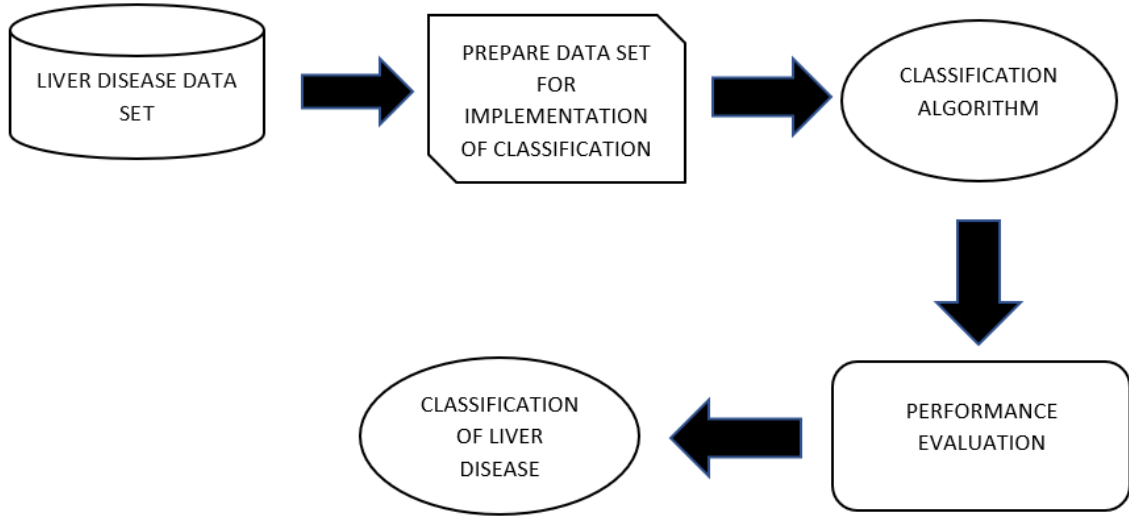 LIVER DISEASE DATA
SET
PREPARE DATA SET
FOR
IMPLEMENTATION
OF CLASSIFICATION
CLASSIFICATION
ALGORITHM
PERFORMANCE
EVALUATION
CLASSIFICATION
OF LIVER
DISEASE